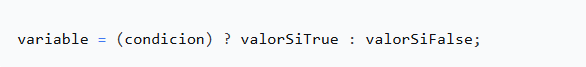 variable = (condicion) ? valorSiTrue : valorSiFalse;